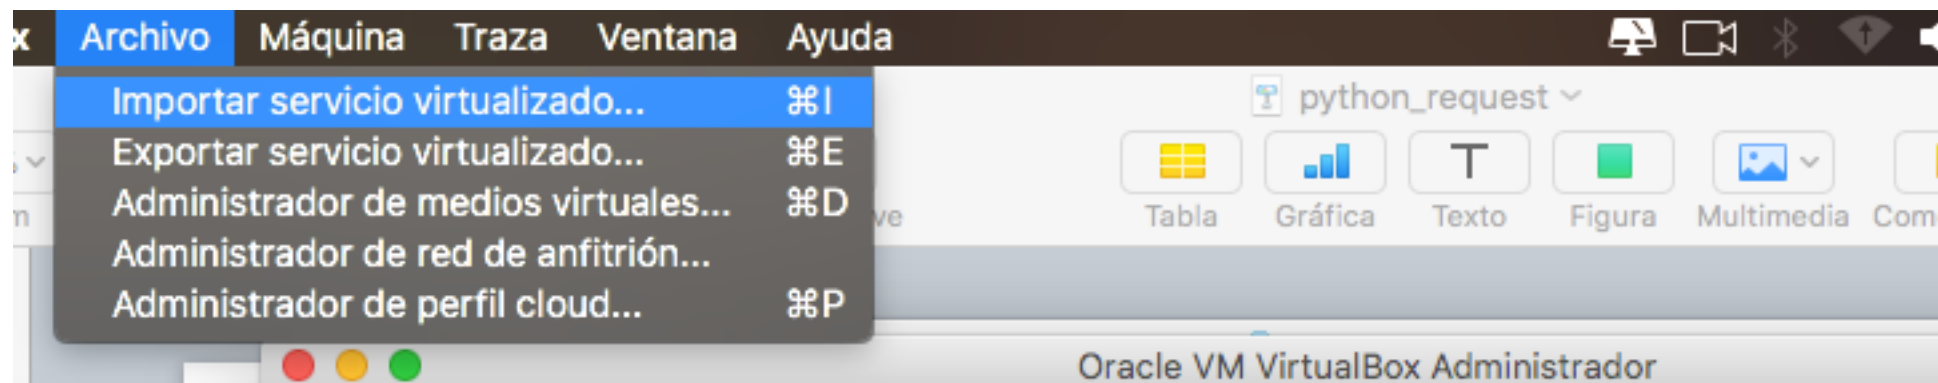 Archivo Máquina Traza Ventana Ayuda
Importar servicio virtualizado... ⌘I
Exportar servicio virtualizado... ⌘E
Administrador de medios virtuales... ⌘D
Administrador de red de anfitrión...
Administrador de perfil cloud... ⌘P
python_request
Tabla Gráfica Texto Figura Multimedia
Oracle VM VirtualBox Administrador